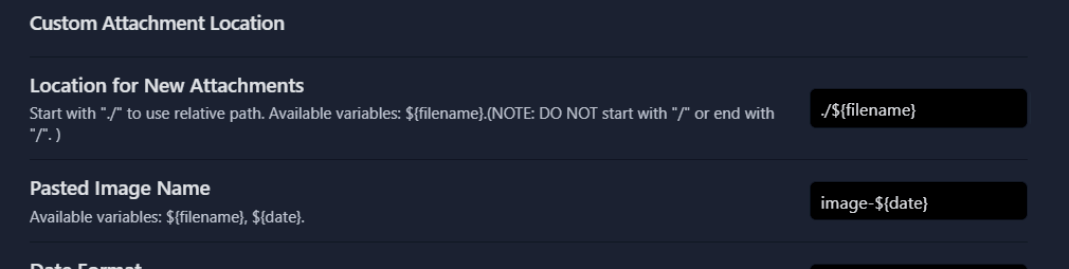 Custom Attachment Location
Location for New Attachments
Start with "./" to use relative path. Available variables: ${filename}.(NOTE: DO NOT start with "/" or end with
"/". )
./${filename}
Pasted Image Name
Available variables: ${filename}, ${date}.
image-${date}
Date Format